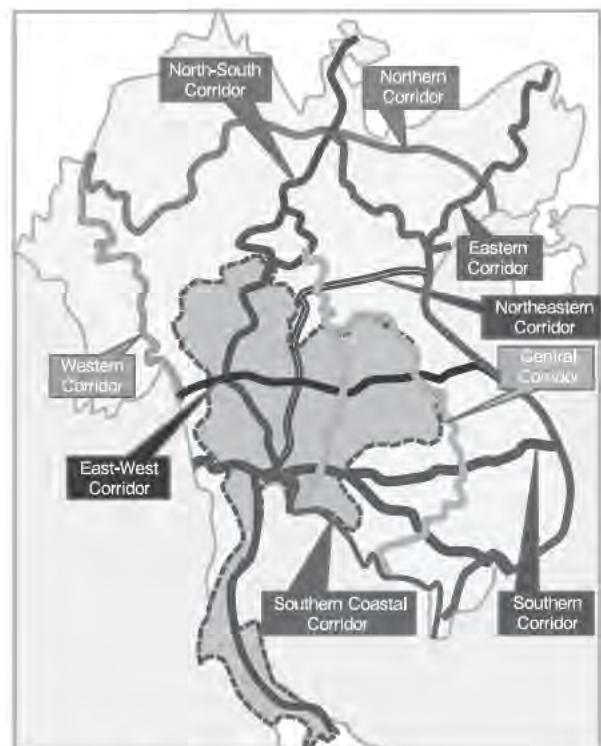 North-South
Corridor
Northern
Corridor
Eastern
Corridor
Northeastern
Corridor
Western
Corridor
Central
Corridor
East-West
Corridor
Southern Coastal
Corridor
Southern
Corridor